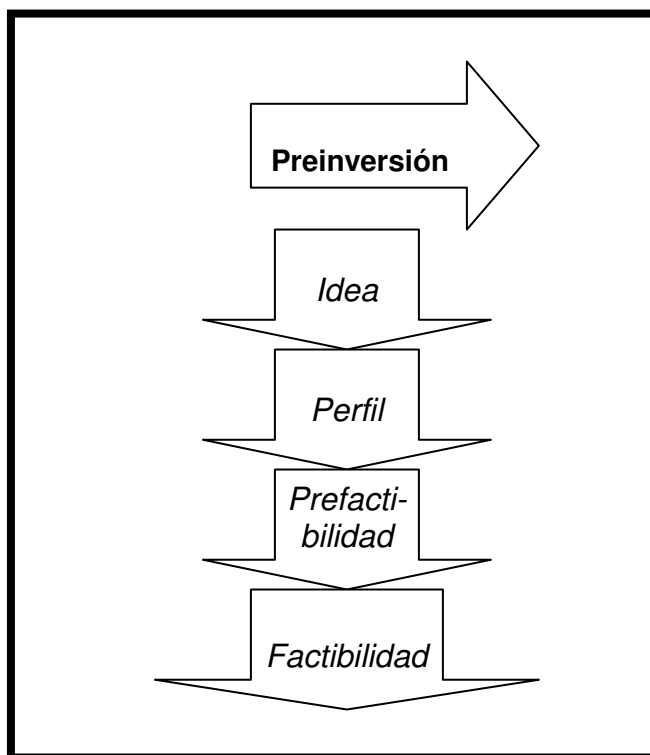 Preinversión
Idea
Perfil
Prefacti-
bilidad
Factibilidad